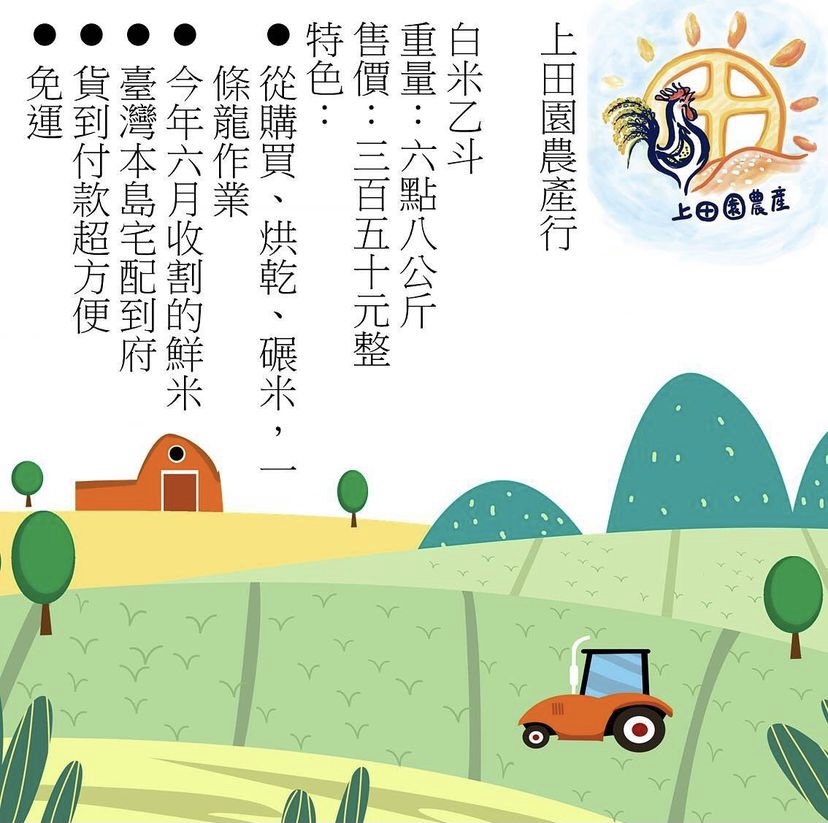 上田園農產
上田園農產行
白米乙斗
重量：六點八公斤
售價：三百五十元整
特色：
● 從購買、烘乾、碾米，一
條龍作業
● 今年六月收割的鮮米
● 臺灣本島宅配到府
● 貨到付款超方便
● 免運